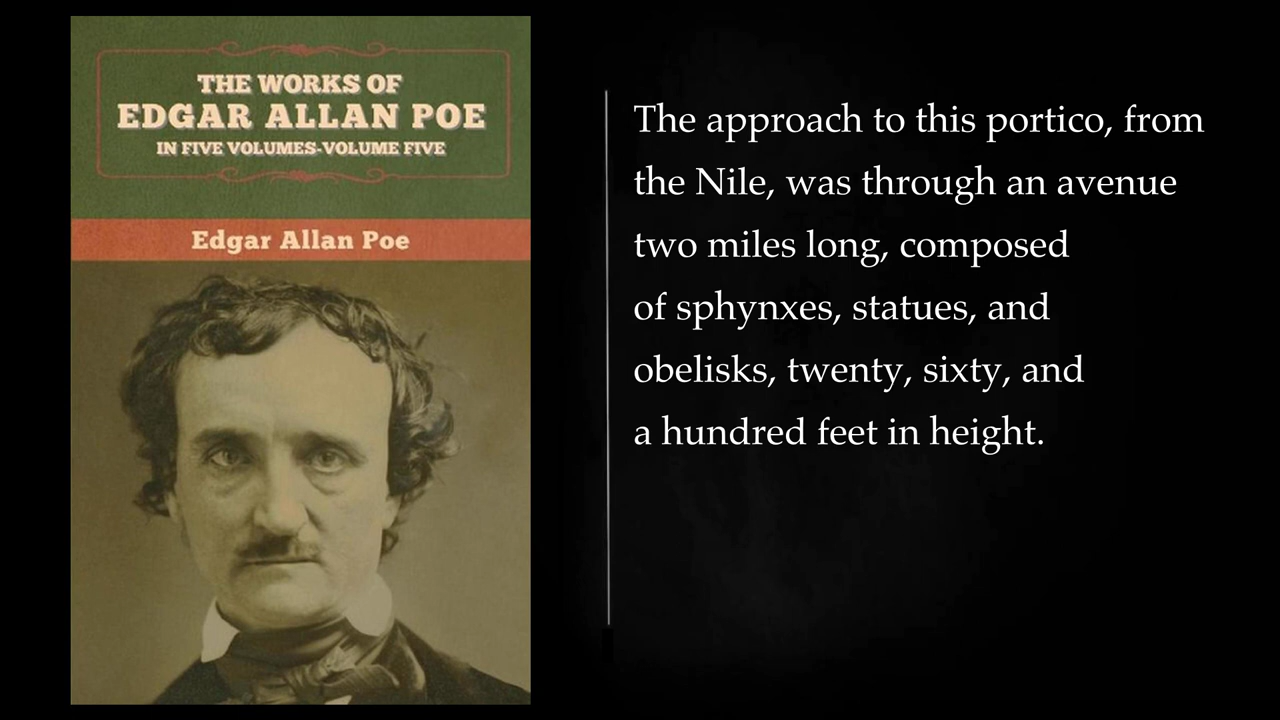 THE WORKS OF
EDGAR ALLAN POE
IN FIVE VOLUMES-VOLUME FIVE
Edgar Allan Poe
The approach to this portico, from
the Nile, was through an avenue
two miles long, composed
of sphynxes, statues, and
obelisks, twenty, sixty, and
a hundred feet in height.